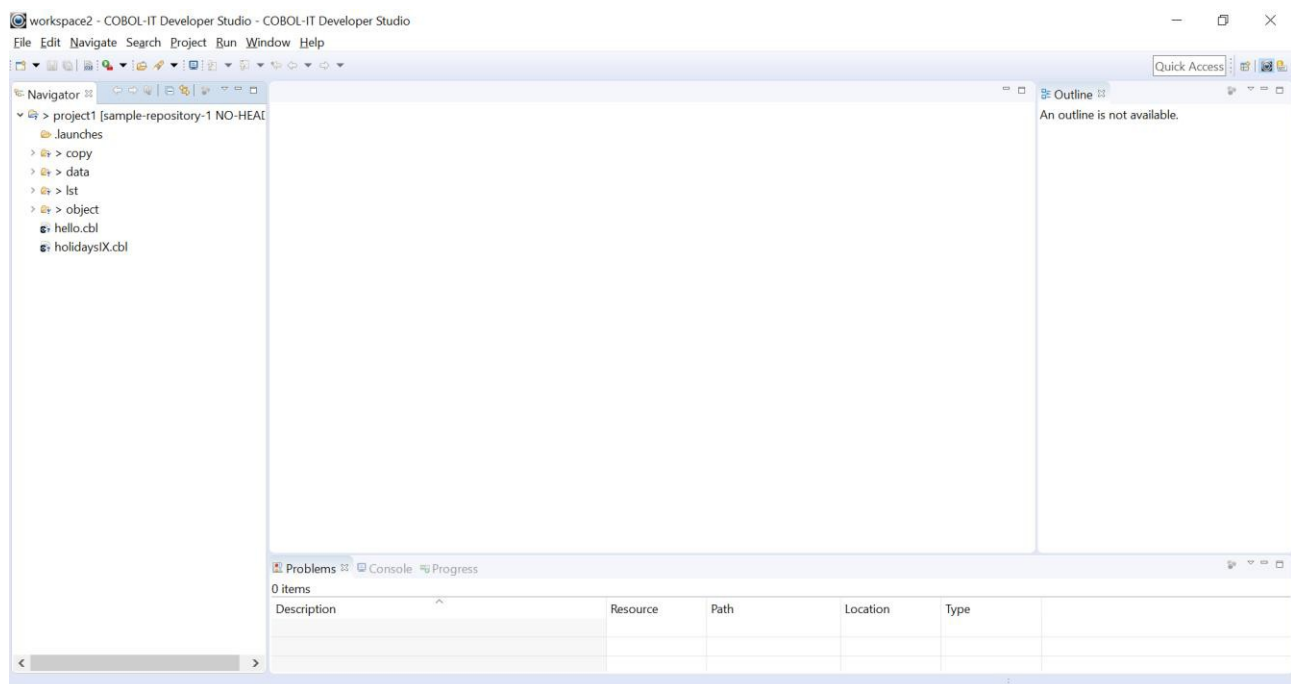 workspace2 - COBOL-IT Developer Studio - COBOL-IT Developer Studio
File Edit Navigate Search Project Run Window Help
Quick Access
Navigator
> project1 [sample-repository-1 NO-HEAD
.launches
> copy
> data
> lst
> object
hello.cbl
holidaysIX.cbl
Outline
An outline is not available.
Problems Console Progress
0 items
Description Resource Path Location Type